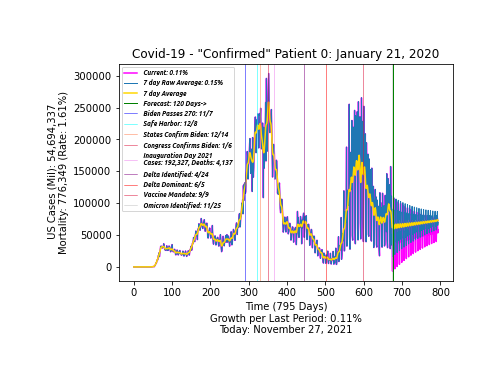 Covid-19 - "Confirmed" Patient 0: January 21, 2020
US Cases (Mil): 54,694,337
Mortality: 776,349 (Rate: 1.61%)
300000
250000
200000
150000
100000
50000
0
Current: 0.11%
7 day Raw Average: 0.15%
7 day Average
Forecast: 120 Days->
Biden Passes 270: 11/7
Safe Harbor: 12/8
States Confirm Biden: 12/14
Congress Confirms Biden: 1/6
Inauguration Day 2021
Cases: 192,327, Deaths: 4,137
Delta Identified: 4/24
Delta Dominant: 6/5
Vaccine Mandate: 9/9
Omicron Identified: 11/25
0 100 200 300 400 500 600 700 800
Time (795 Days)
Growth per Last Period: 0.11%
Today: November 27, 2021